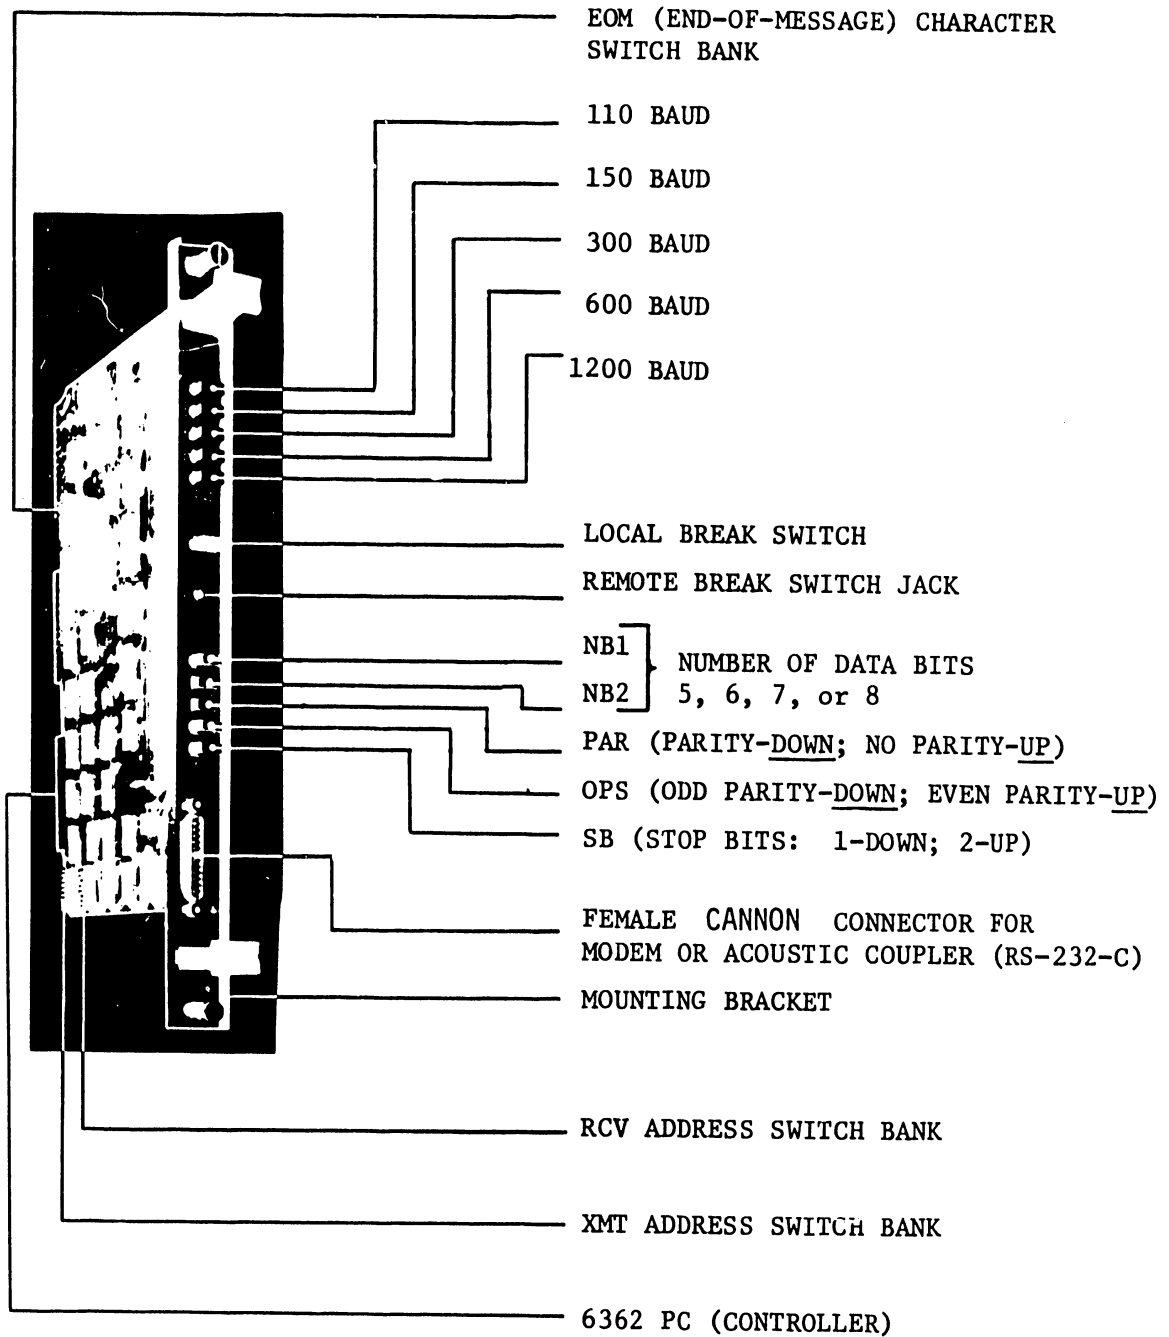 EOM (END-OF-MESSAGE) CHARACTER
SWITCH BANK
110 BAUD
150 BAUD
300 BAUD
600 BAUD
1200 BAUD
LOCAL BREAK SWITCH
REMOTE BREAK SWITCH JACK
NB1
NUMBER OF DATA BITS
NB2
5, 6, 7, or 8
PAR (PARITY-DOWN; NO PARITY-UP)
OPS (ODD PARITY-DOWN; EVEN PARITY-UP)
SB (STOP BITS: 1-DOWN; 2-UP)
FEMALE CANNON CONNECTOR FOR
MODEM OR ACOUSTIC COUPLER (RS-232-C)
MOUNTING BRACKET
RCV ADDRESS SWITCH BANK
XMT ADDRESS SWITCH BANK
6362 PC (CONTROLLER)